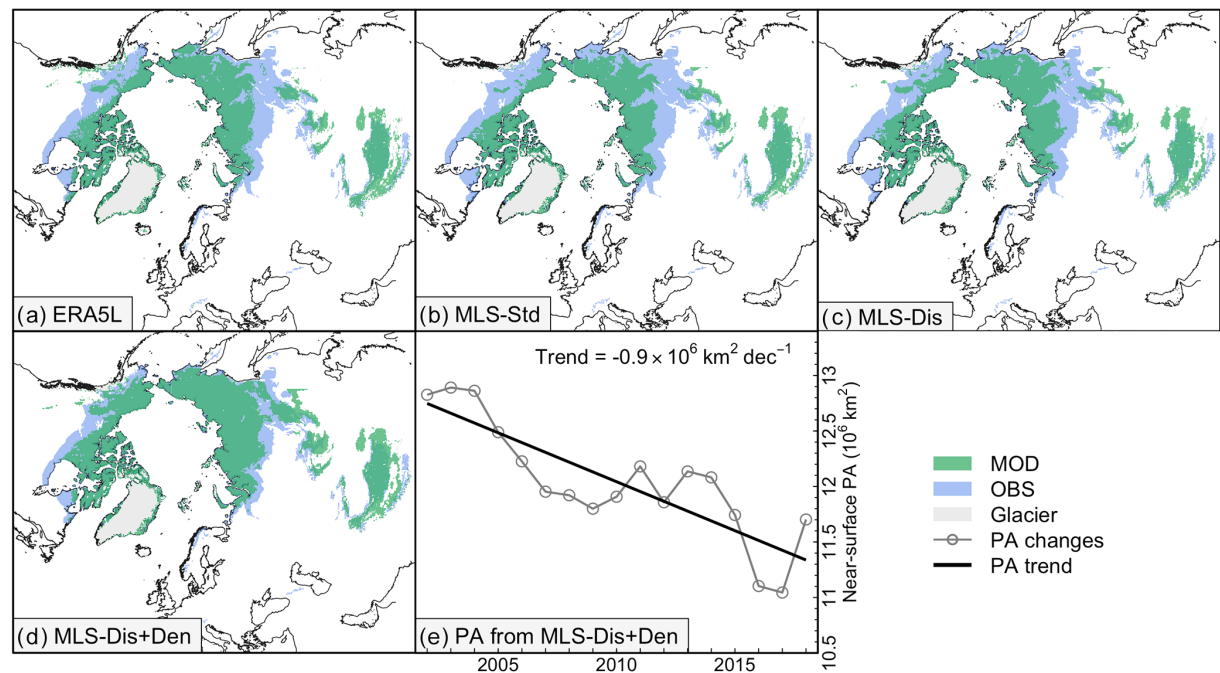 (a) ERA5L
(b) MLS-Std
(c) MLS-Dis
(d) MLS-Dis+Den
Trend = -0.9 × 10⁶ km² dec⁻¹
(e) PA from MLS-Dis+Den
2005
2010
2015
10.5
11
11.5
12
12.5
13
Near-surface PA (10⁶ km²)
MOD
OBS
Glacier
PA changes
PA trend